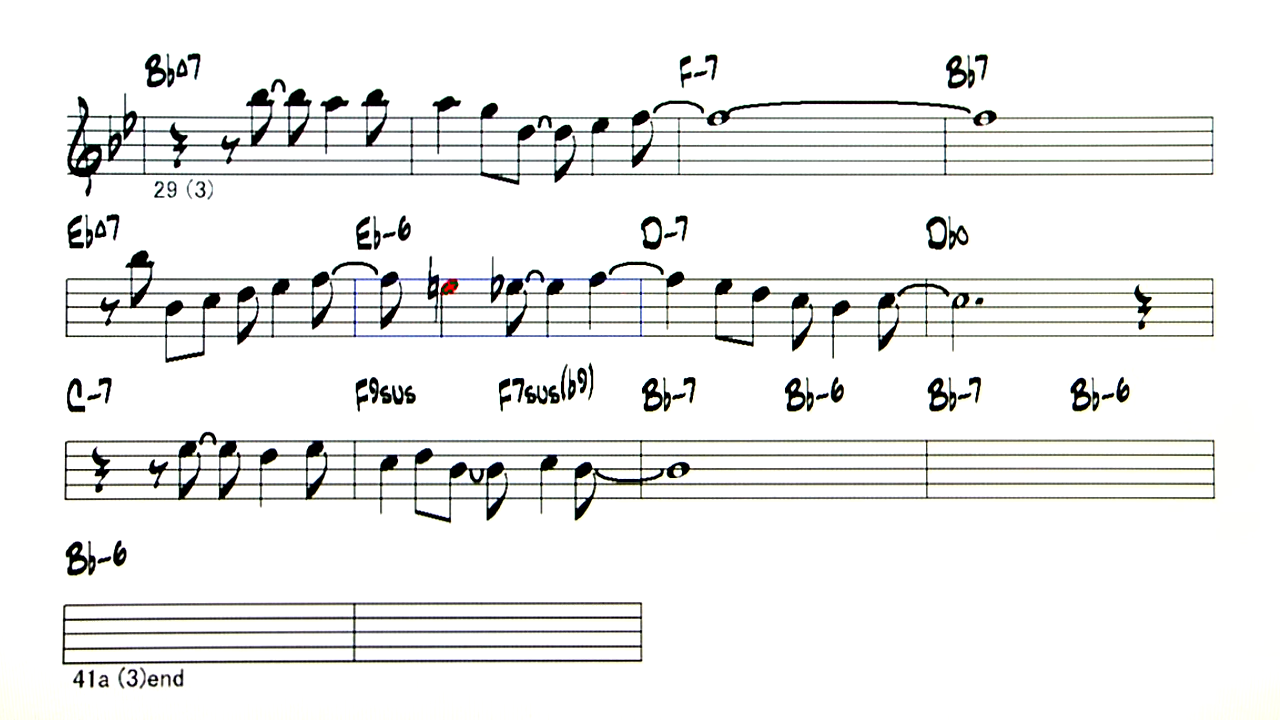 Bb△7 F-7 Bb7
29 (3)
Eb△7 Eb-6 D-7 Dbo
C-7 F9sus F7sus(b9) Bb-7 Bb-6 Bb-7 Bb-6
Bb-6
41a (3)end